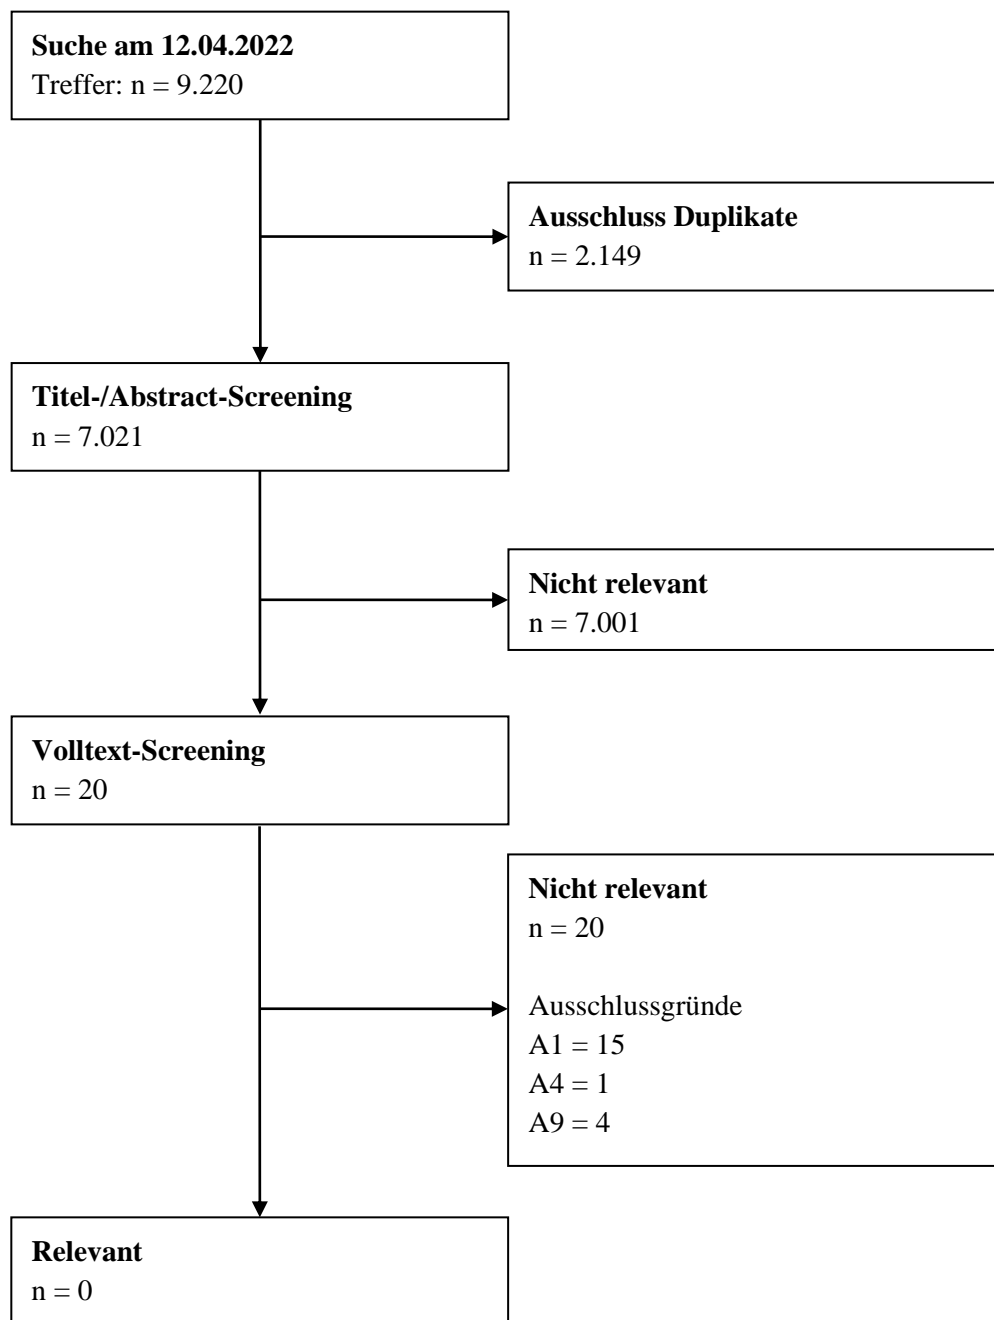 Suche am 12.04.2022
Treffer: n = 9.220
Ausschluss Duplikate
n = 2.149
Titel-/Abstract-Screening
n = 7.021
Nicht relevant
n = 7.001
Volltext-Screening
n = 20
Nicht relevant
n = 20
Ausschlussgründe
A1 = 15
A4 = 1
A9 = 4
Relevant
n = 0